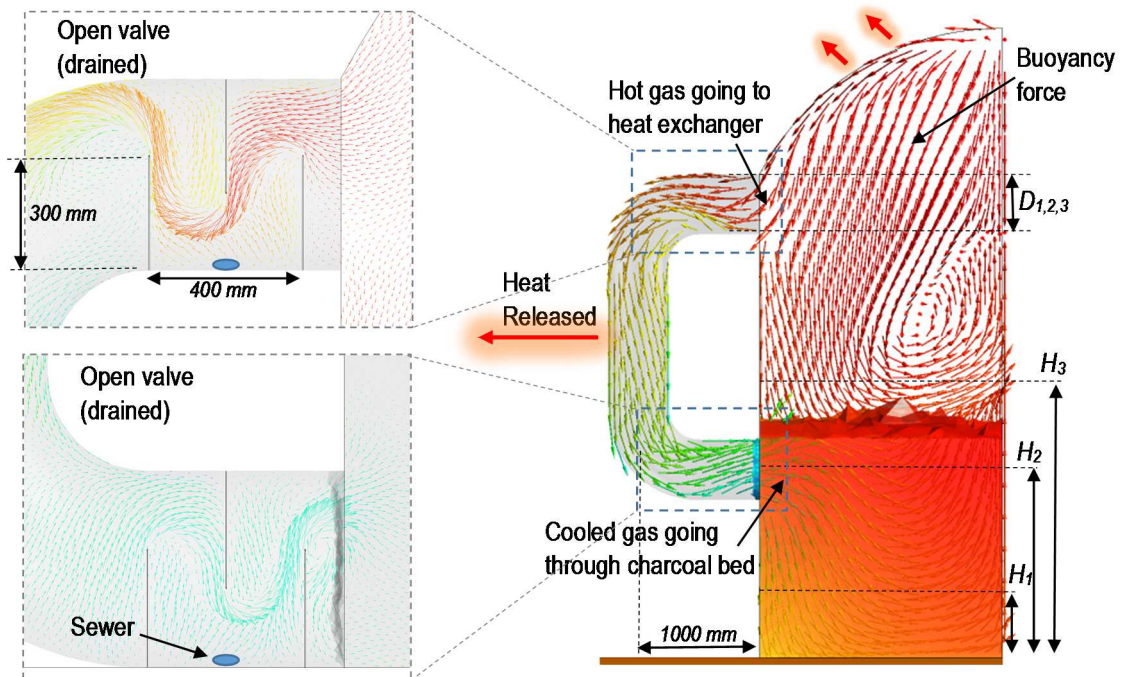 Open valve
(drained)
300 mm
400 mm
Open valve
(drained)
Sewer
Hot gas going to
heat exchanger
Buoyancy
force
D1,2,3
Heat
Released
H3
H2
H1
Cooled gas going
through charcoal bed
1000 mm